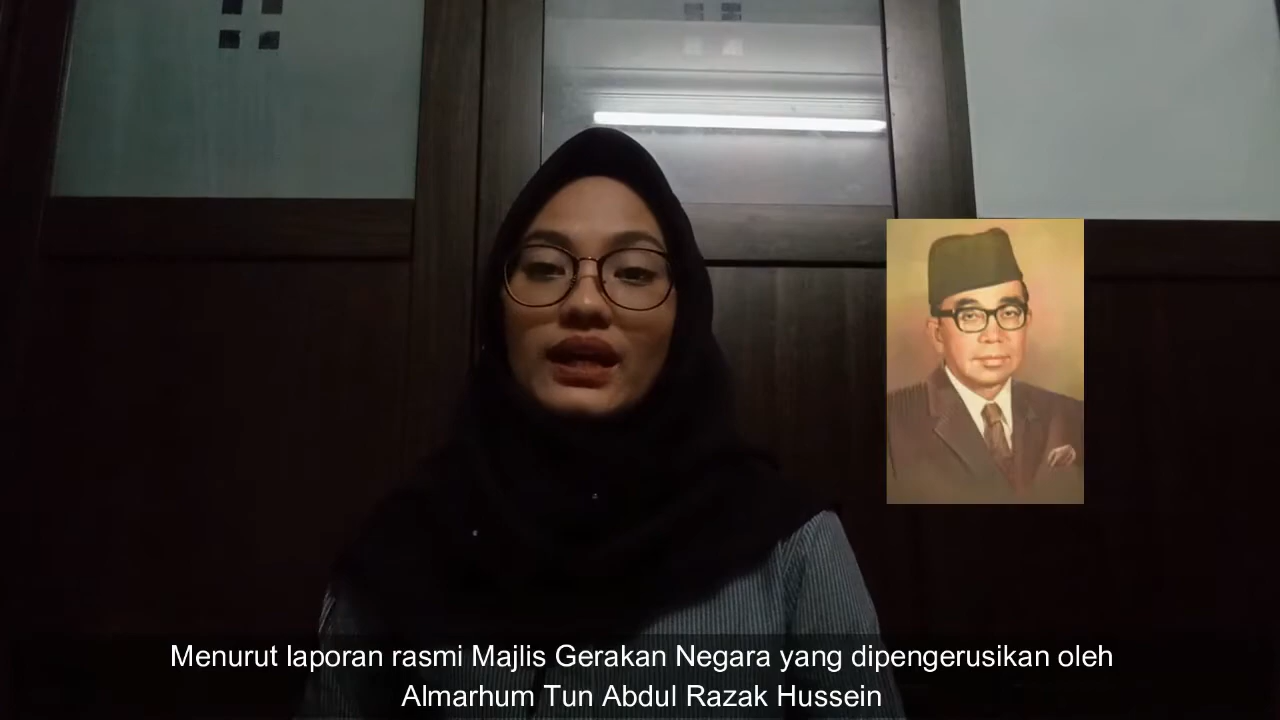 Menurut laporan rasmi Majlis Gerakan Negara yang dipengerusikan oleh
Almarhum Tun Abdul Razak Hussein